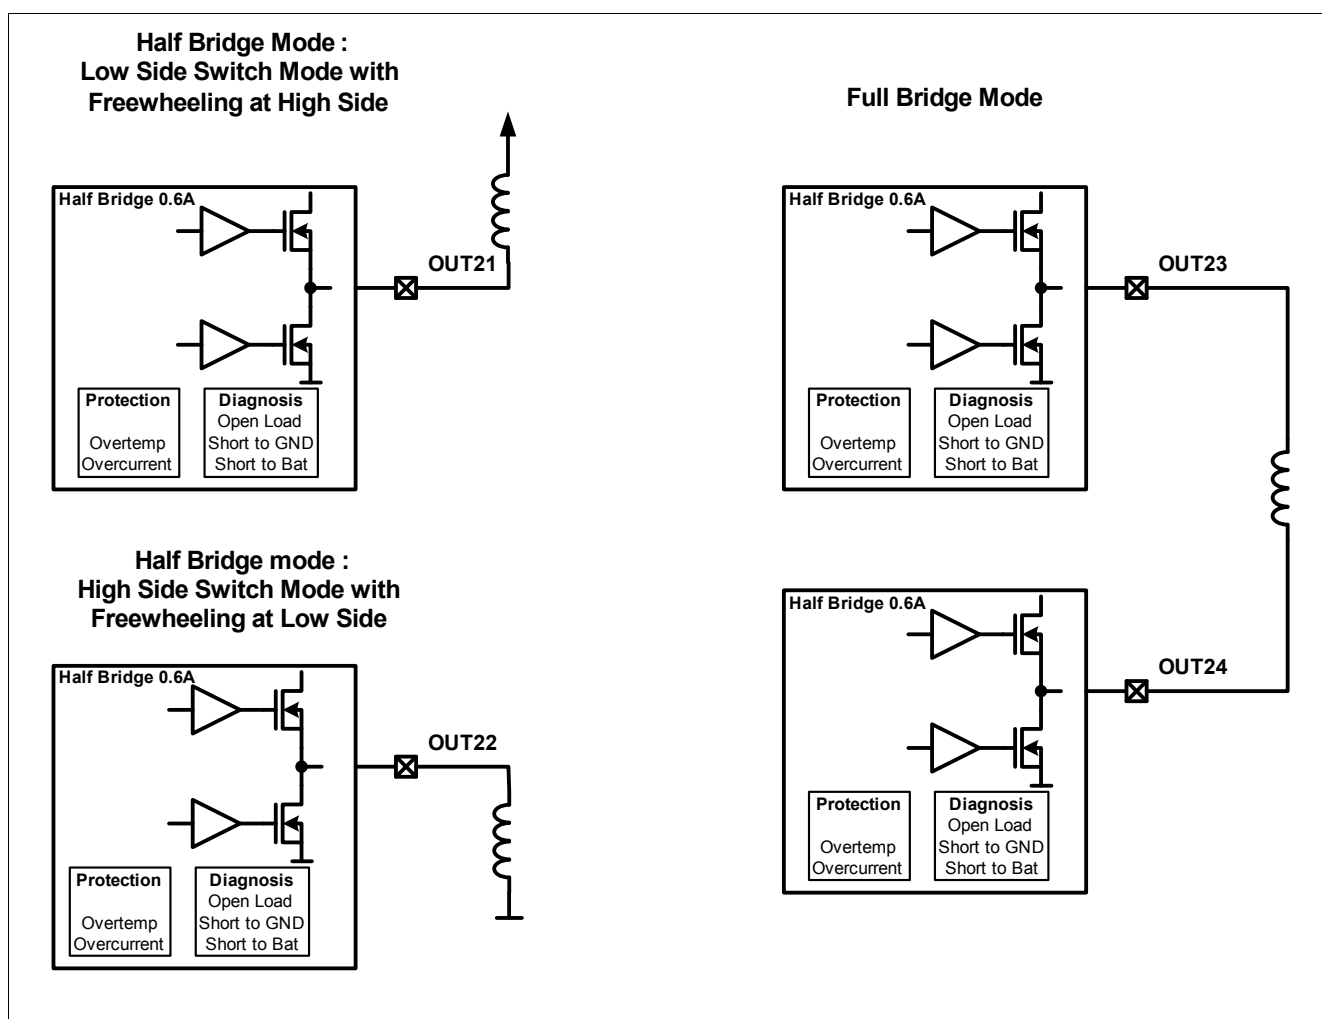 Half Bridge Mode :
Low Side Switch Mode with
Freewheeling at High Side
Half Bridge 0.6A
OUT21
Protection
Overtemp
Overcurrent
Diagnosis
Open Load
Short to GND
Short to Bat
Half Bridge mode :
High Side Switch Mode with
Freewheeling at Low Side
Half Bridge 0.6A
OUT22
Protection
Overtemp
Overcurrent
Diagnosis
Open Load
Short to GND
Short to Bat
Full Bridge Mode
Half Bridge 0.6A
OUT23
Protection
Overtemp
Overcurrent
Diagnosis
Open Load
Short to GND
Short to Bat
Half Bridge 0.6A
OUT24
Protection
Overtemp
Overcurrent
Diagnosis
Open Load
Short to GND
Short to Bat